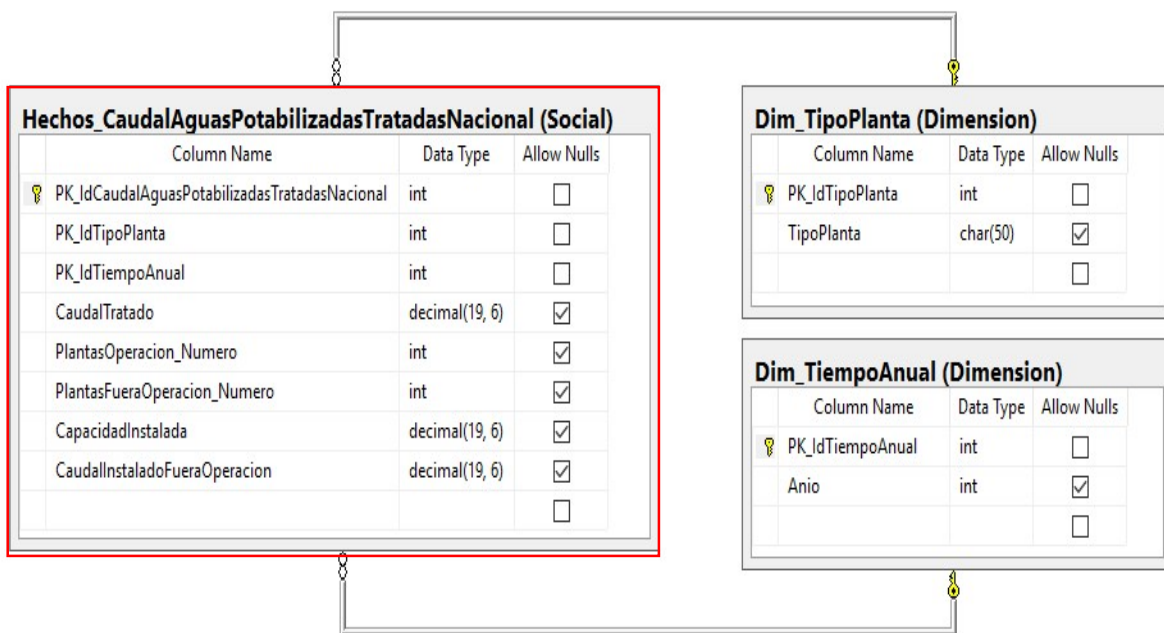 Hechos_CaudalAguasPotabilizadasTratadasNacional (Social)
Column Name Data Type Allow Nulls
PK_IdCaudalAguasPotabilizadasTratadasNacional int
PK_IdTipoPlanta int
PK_IdTiempoAnual int
CaudalTratado decimal(19, 6)
PlantasOperacion_Numero int
PlantasFueraOperacion_Numero int
CapacidadInstalada decimal(19, 6)
CaudalInstaladoFueraOperacion decimal(19, 6)
Dim_TipoPlanta (Dimension)
Column Name Data Type Allow Nulls
PK_IdTipoPlanta int
TipoPlanta char(50)
Dim_TiempoAnual (Dimension)
Column Name Data Type Allow Nulls
PK_IdTiempoAnual int
Anio int